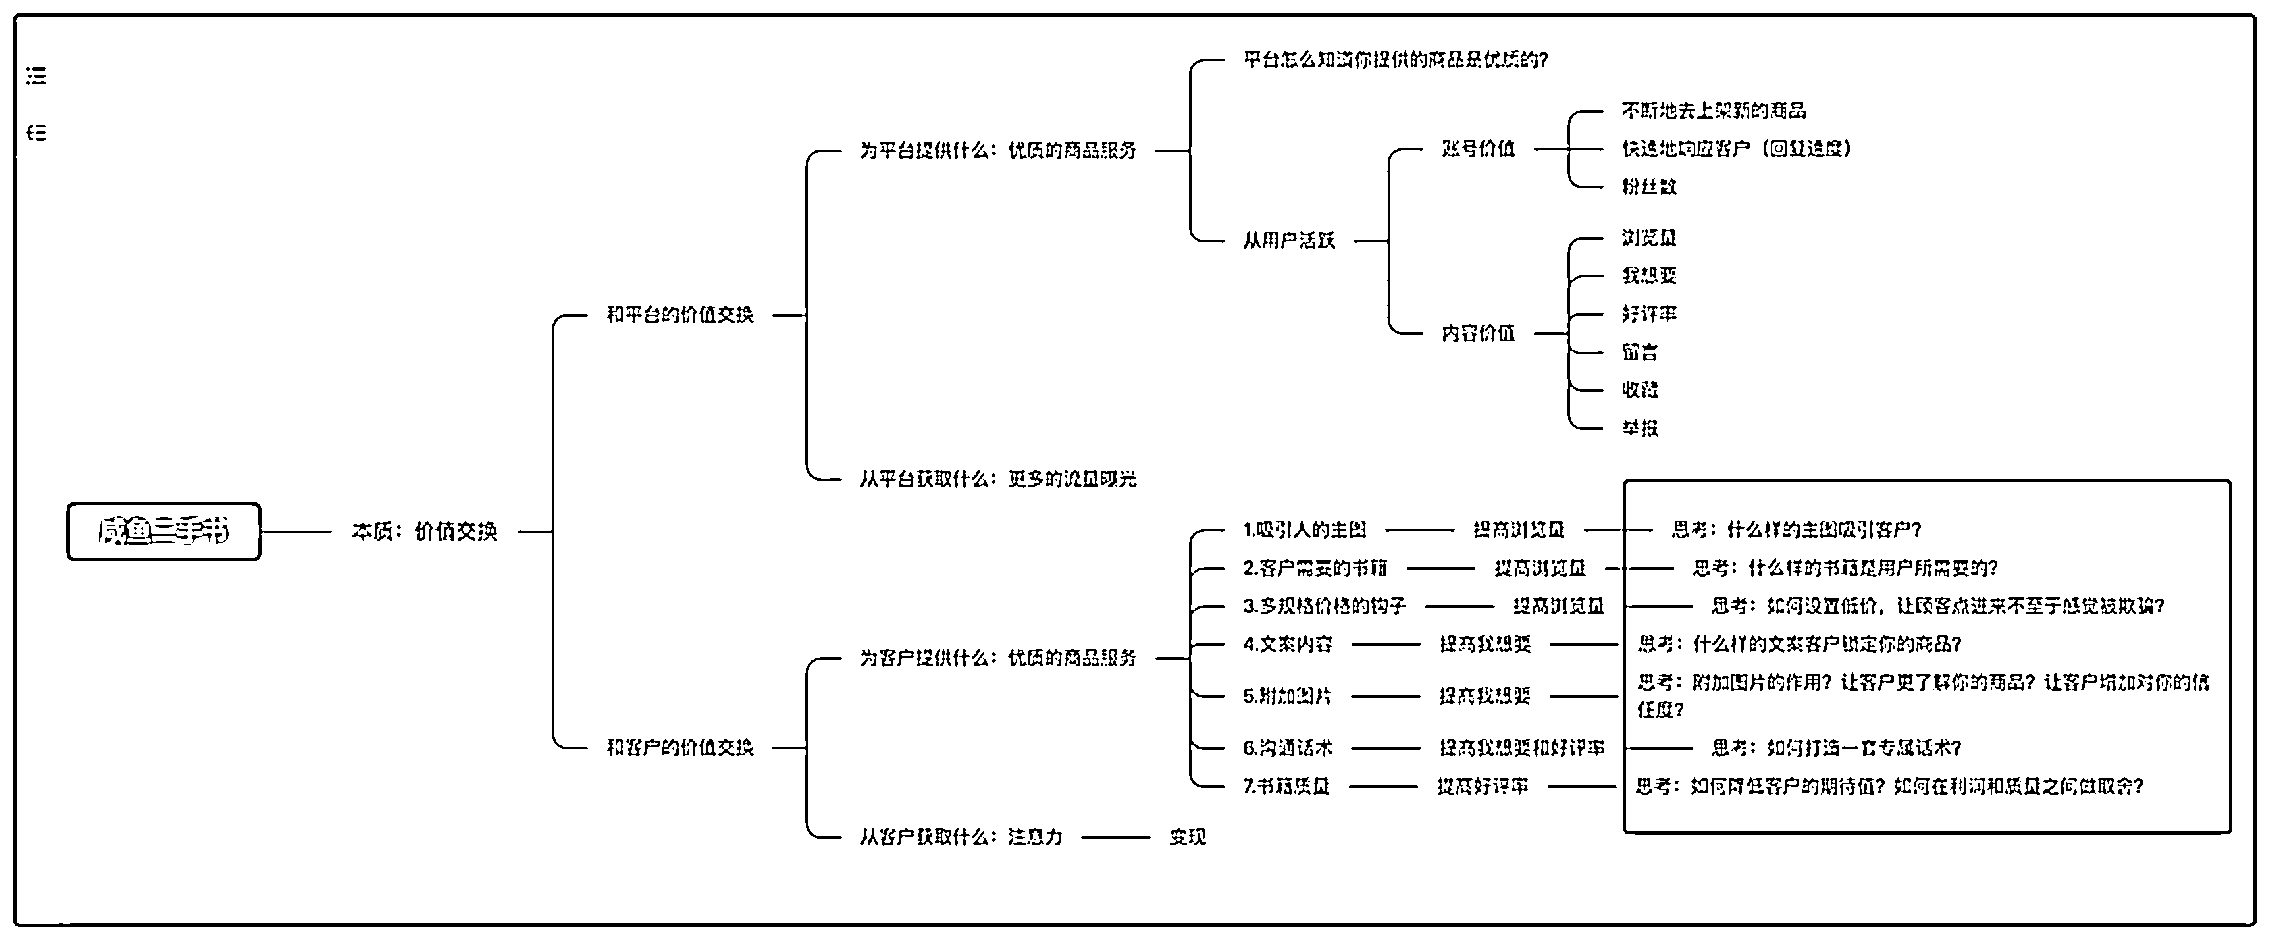 咸鱼二手书
本质：价值交换
和平台的价值交换
为平台提供什么：优质的商品服务
平台怎么知道你提供的商品是优质的？
从用户活跃
账号价值
不断地去上架新的商品
快速地响应客户（回复速度）
粉丝数
内容价值
浏览量
我想要
好评率
留言
收藏
举报
从平台获取什么：更多的流量曝光
和客户的价值交换
为客户提供什么：优质的商品服务
1.吸引人的主图
提高浏览量
思考：什么样的主图吸引客户？
2.客户需要的书籍
提高浏览量
思考：什么样的书籍是用户所需要的？
3.多规格价格的钩子
提高浏览量
思考：如何设置低价，让顾客点进来不至于感觉被欺骗？
4.文案内容
提高我想要
思考：什么样的文案客户锁定你的商品？
5.附加图片
提高我想要
思考：附加图片的作用？让客户更了解你的商品？让客户增加对你的信
任度？
6.沟通话术
提高我想要和好评率
思考：如何打造一套专属话术？
7.书籍质量
提高好评率
思考：如何降低客户的期待值？如何在利润和质量之间做取舍？
从客户获取什么：注意力
变现